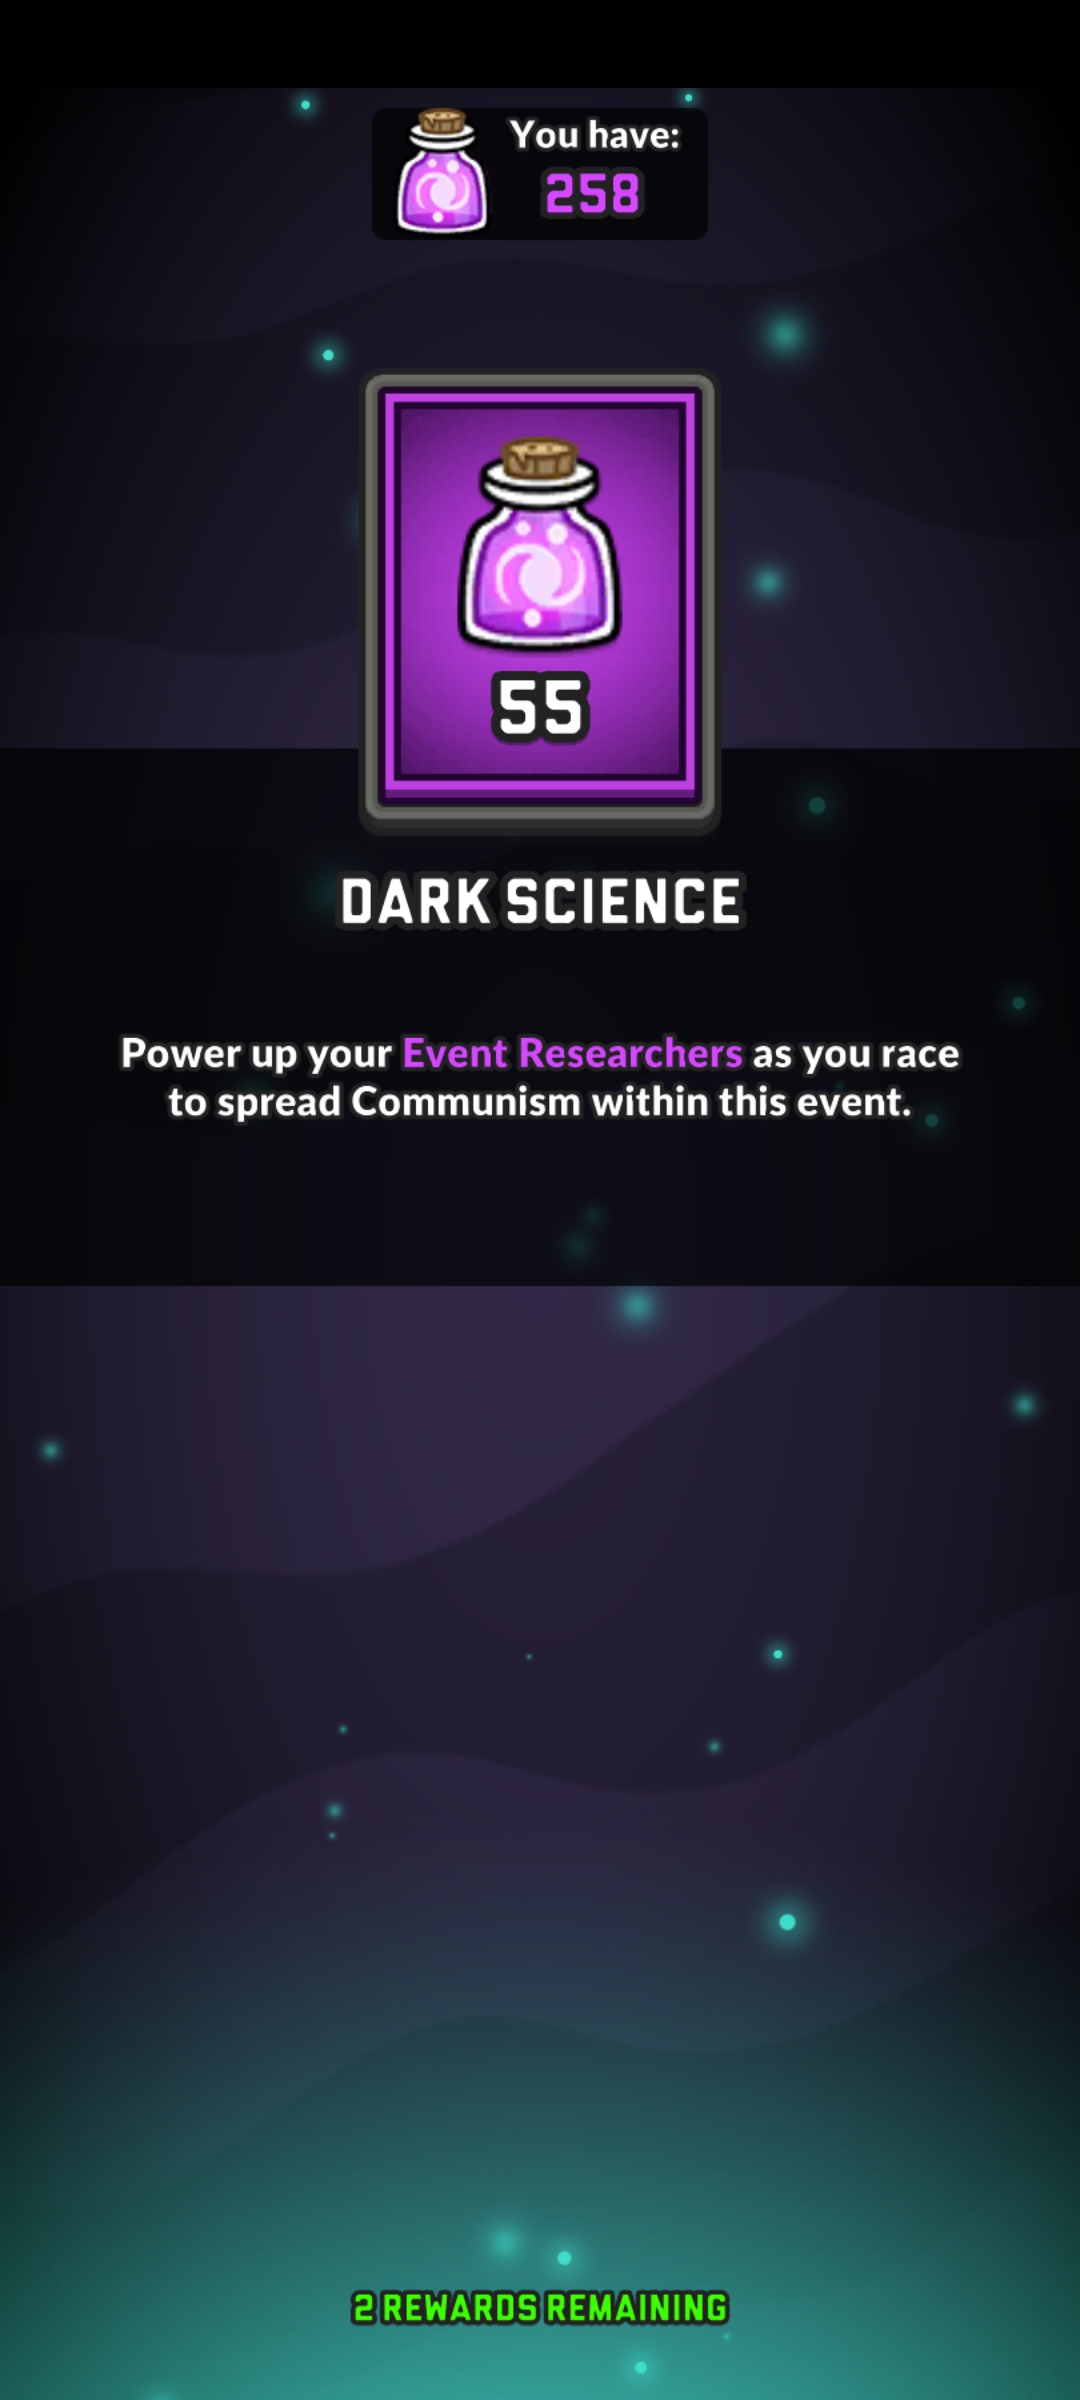 You have:
258
55
DARK SCIENCE
Power up your Event Researchers as you race
to spread Communism within this event.
2 REWARDS REMAINING